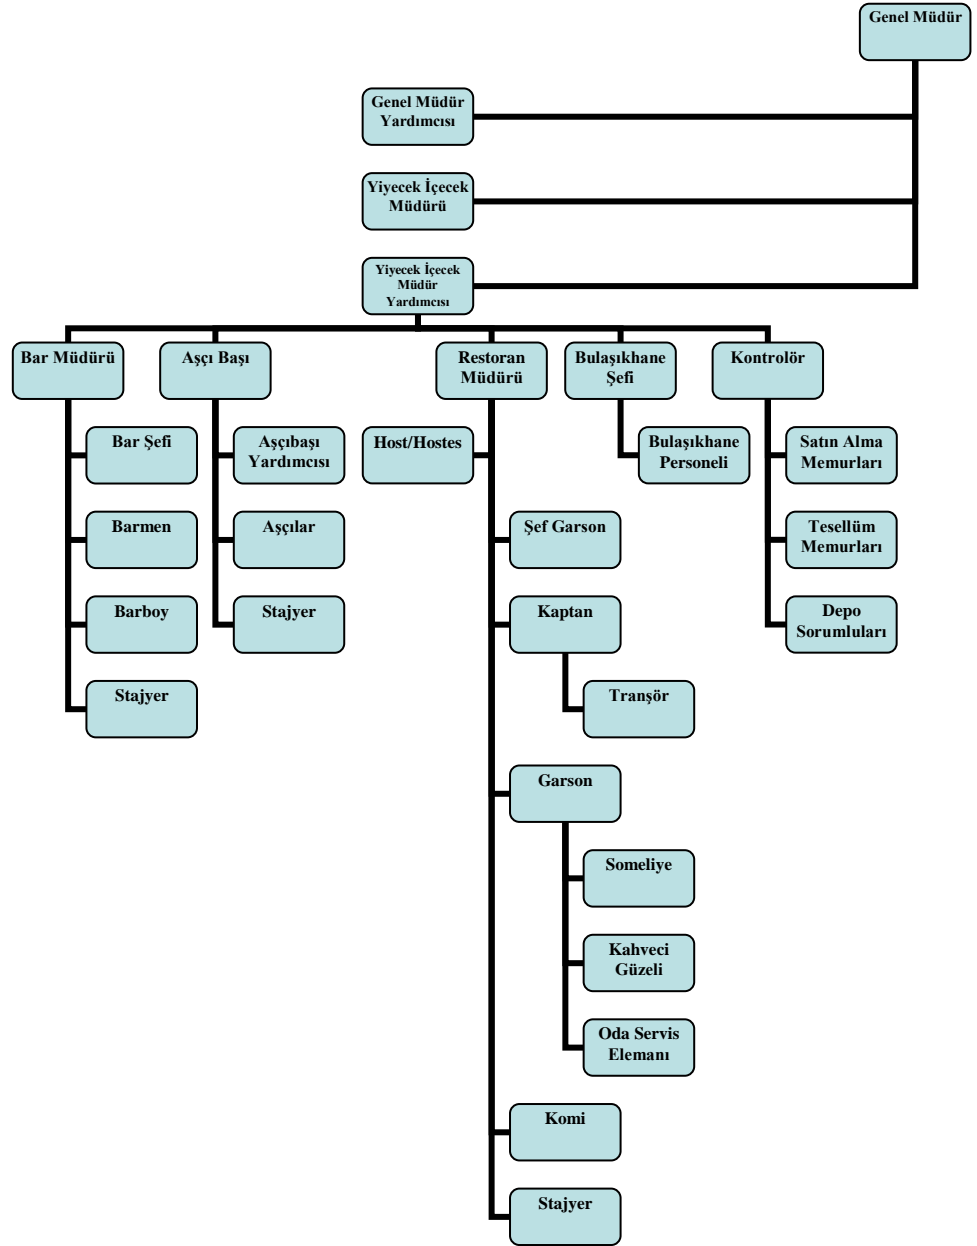 Genel Müdür
Genel Müdür
Yardımcısı
Yiyecek İçecek
Müdürü
Yiyecek İçecek
Müdür
Yardımcısı
Bar Müdürü
Aşçı Başı
Restoran
Müdürü
Bulaşıkhane
Şefi
Kontrolör
Bar Şefi
Aşçıbaşı
Yardımcısı
Host/Hostes
Bulaşıkhane
Personeli
Satın Alma
Memurları
Barmen
Aşçılar
Şef Garson
Tesellüm
Memurları
Barboy
Stajyer
Kaptan
Depo
Sorumluları
Stajyer
Tranşör
Garson
Someliye
Kahveci
Güzeli
Oda Servis
Elemanı
Komi
Stajyer